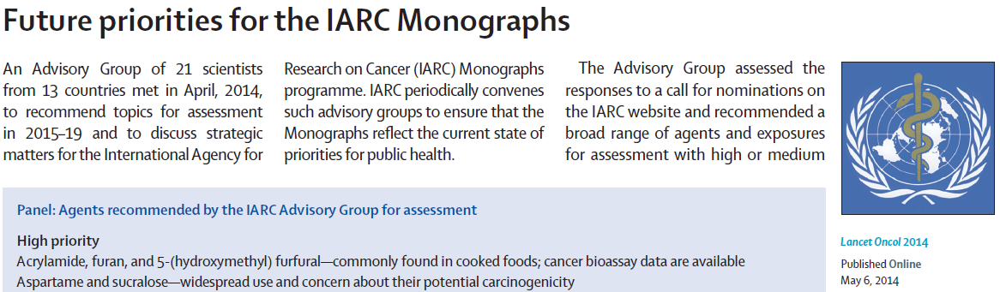 Future priorities for the IARC Monographs
An Advisory Group of 21 scientists
from 13 countries met in April, 2014,
to recommend topics for assessment
in 2015–19 and to discuss strategic
matters for the International Agency for
Research on Cancer (IARC) Monographs
programme. IARC periodically convenes
such advisory groups to ensure that the
Monographs reflect the current state of
priorities for public health.
The Advisory Group assessed the
responses to a call for nominations on
the IARC website and recommended a
broad range of agents and exposures
for assessment with high or medium
Panel: Agents recommended by the IARC Advisory Group for assessment
High priority
Acrylamide, furan, and 5-(hydroxymethyl) furfural—commonly found in cooked foods; cancer bioassay data are available
Aspartame and sucralose—widespread use and concern about their potential carcinogenicity
Lancet Oncol 2014
Published Online
May 6, 2014